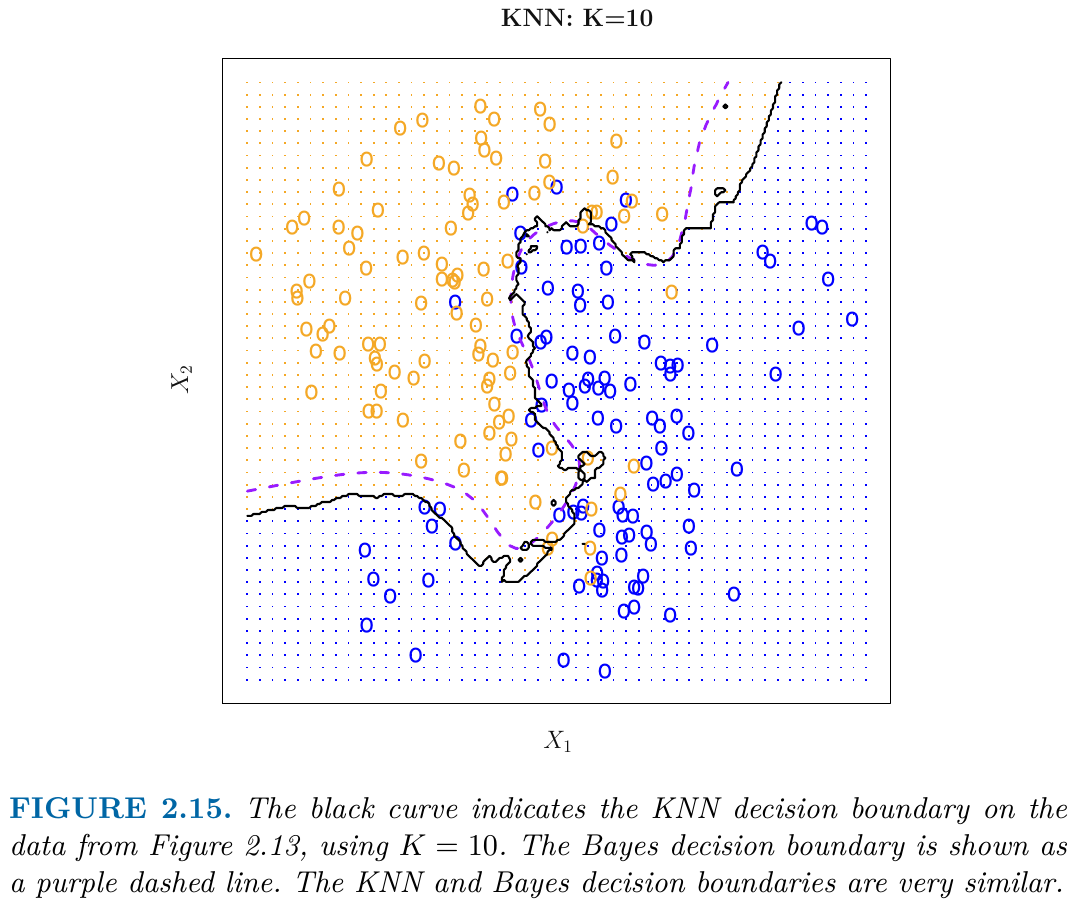 KNN: K=10
X₂
X₁
FIGURE 2.15. The black curve indicates the KNN decision boundary on the
data from Figure 2.13, using K = 10. The Bayes decision boundary is shown as
a purple dashed line. The KNN and Bayes decision boundaries are very similar.